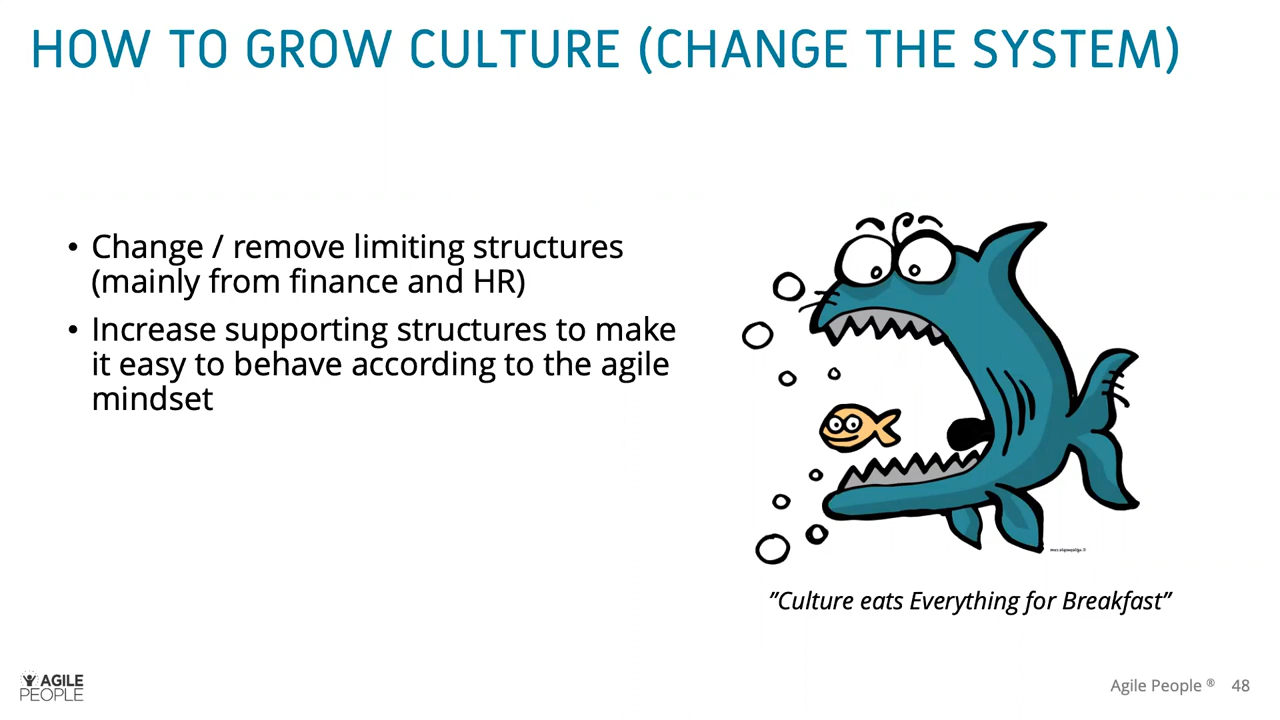 HOW TO GROW CULTURE (CHANGE THE SYSTEM)
• Change / remove limiting structures
(mainly from finance and HR)
• Increase supporting structures to make
it easy to behave according to the agile
mindset
”Culture eats Everything for Breakfast”
AGILE
PEOPLE
Agile People ® 48